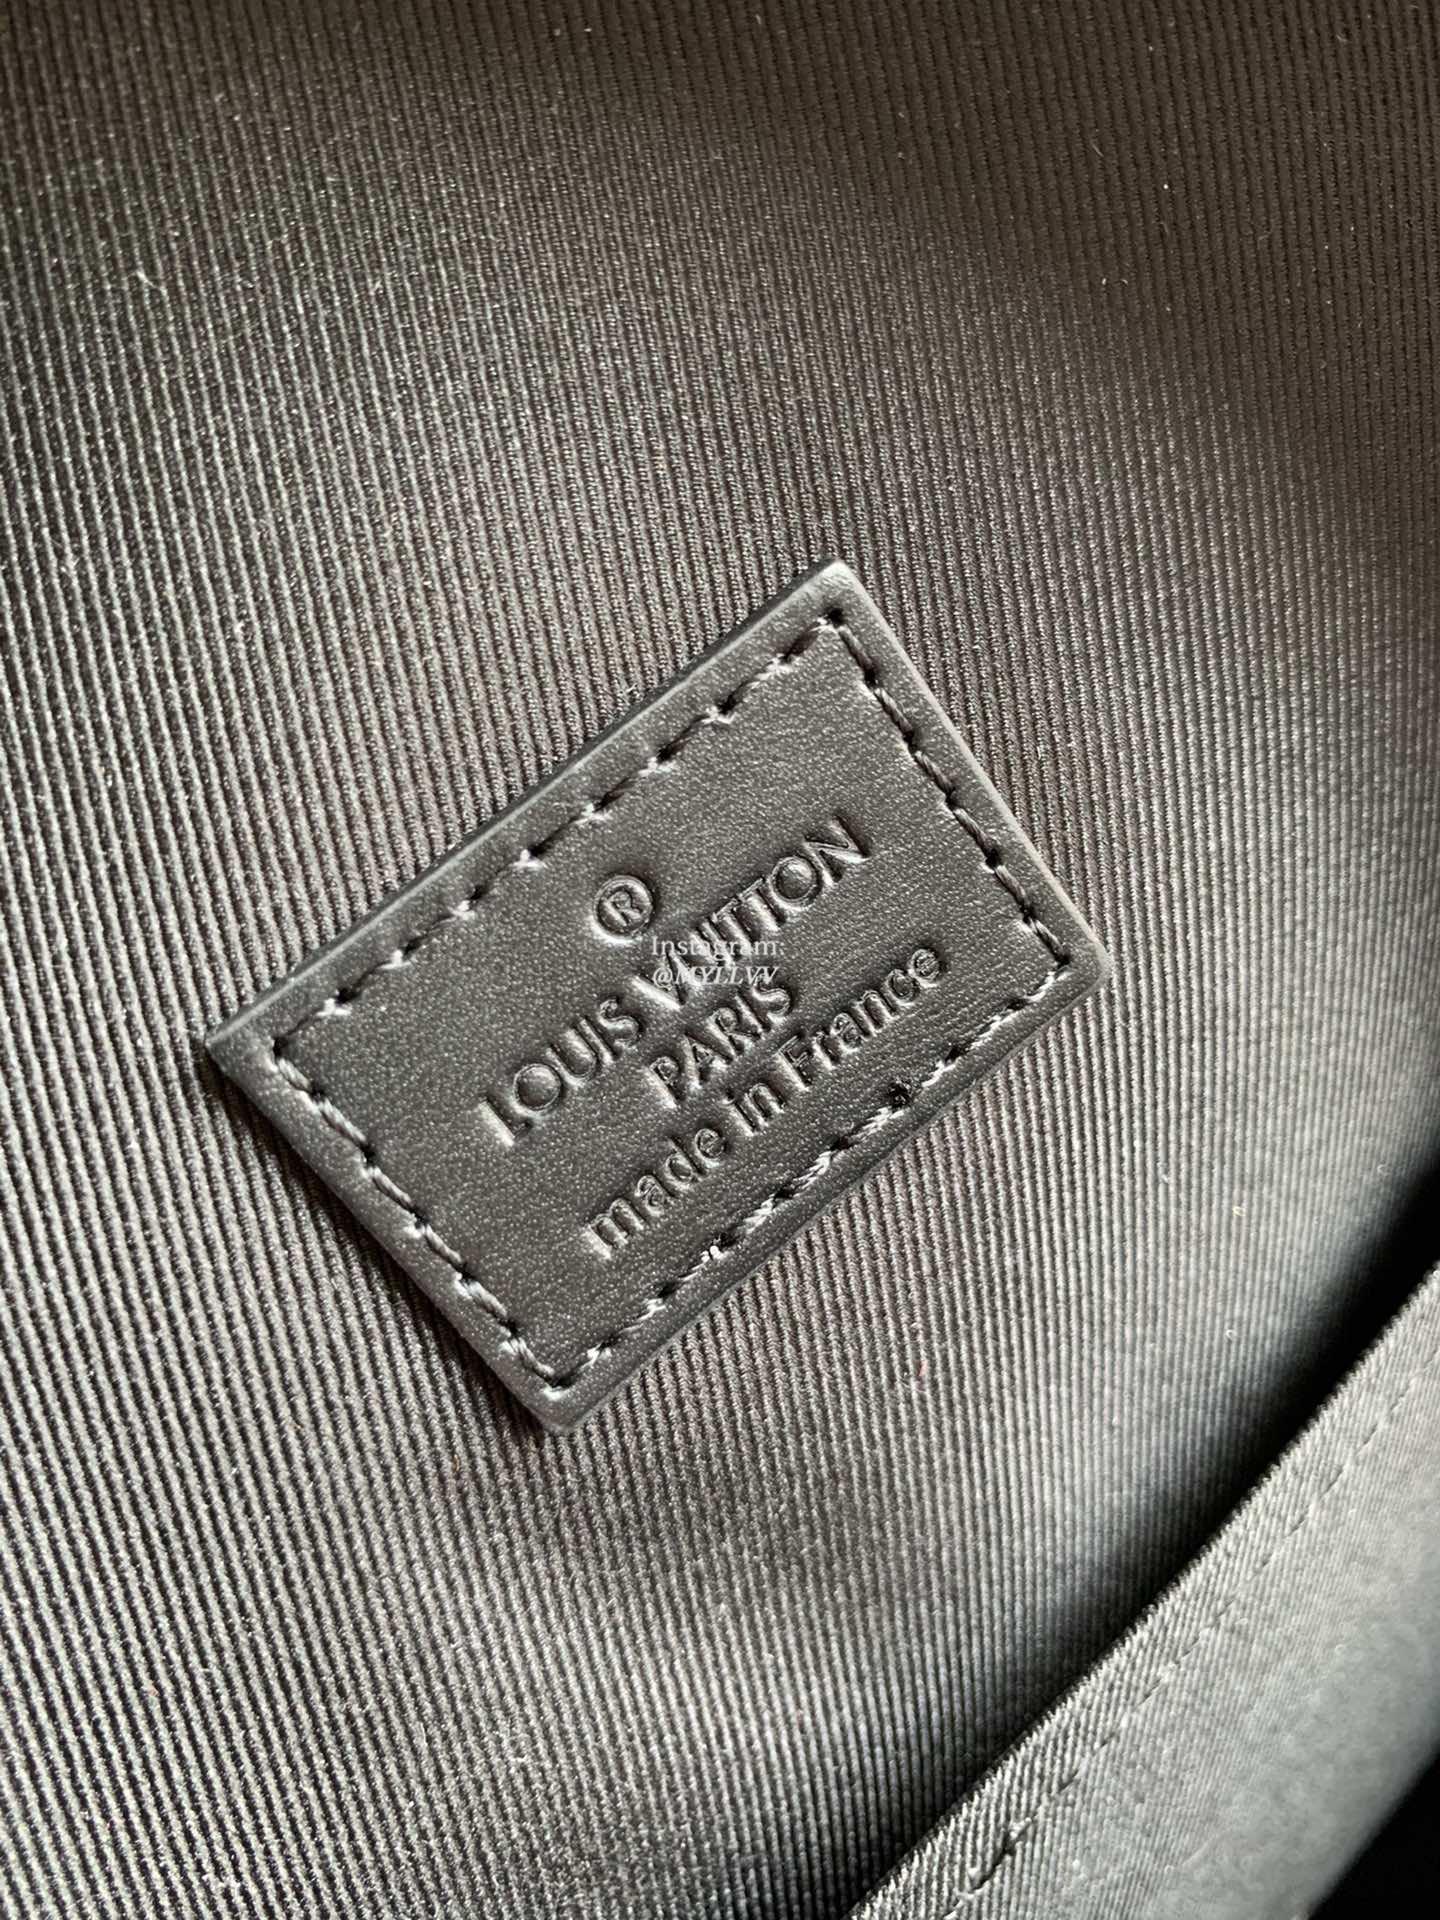 ®
LOUIS VUITTON
PARIS
made in France
Instagram:
@MYLLVV